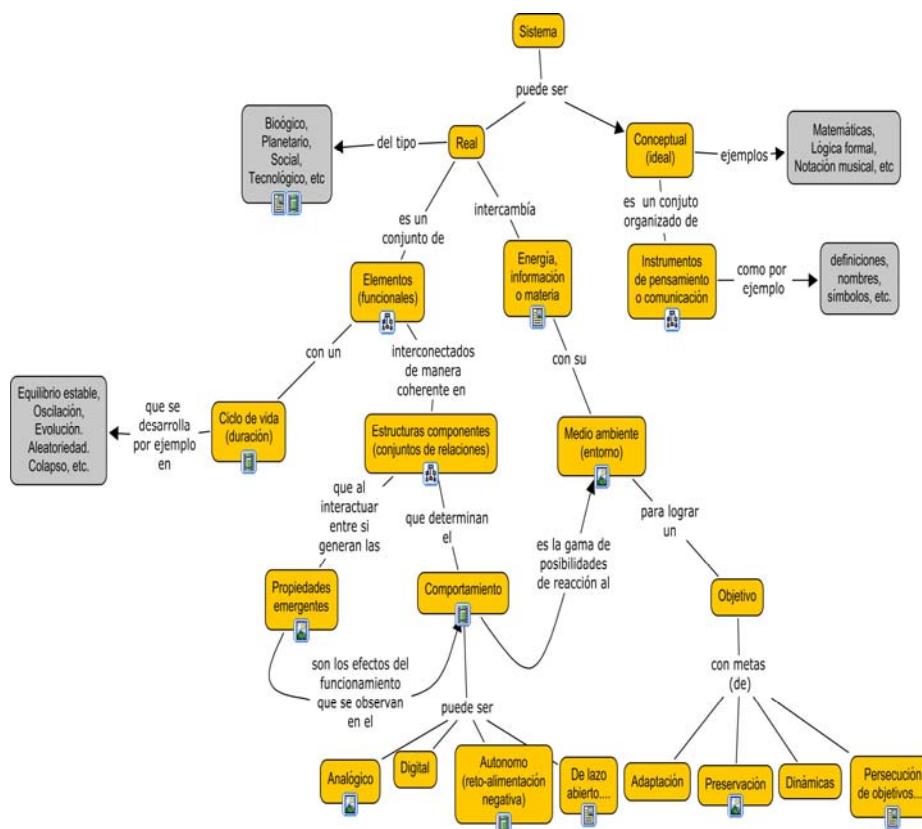 Sistema
puede ser
Bioógico,
Planetario,
Social,
Tecnológico, etc
del tipo
Real
Conceptual
(ideal)
ejemplos
Matemáticas,
Lógica formal,
Notación musical, etc
es un
conjunto de
intercambía
es un conjuto
organizado de
Elementos
(funcionales)
Energía,
información
o materia
Instrumentos
de pensamiento
o comunicación
como por
ejemplo
definiciones,
nombres,
símbolos, etc.
con un
interconectados
de manera
coherente en
con su
Equilibrio estable,
Oscilación,
Evolución.
Aleatoriedad.
Colapso, etc.
que se
desarrolla
por ejemplo
en
Ciclo de vida
(duración)
Estructuras componentes
(conjuntos de relaciones)
Medio ambiente
(entorno)
que al
interactuar
entre si
generan las
que determinan
el
es la gama de
posibilidades
de reacción al
para lograr
un
Propiedades
emergentes
Comportamiento
Objetivo
son los efectos del
funcionamiento
que se observan
en el
puede ser
con metas
(de)
Analógico
Digital
Autonomo
(reto-alimentación
negativa)
De lazo
abierto....
Adaptación
Preservación
Dinámicas
Persecución
de objetivos...